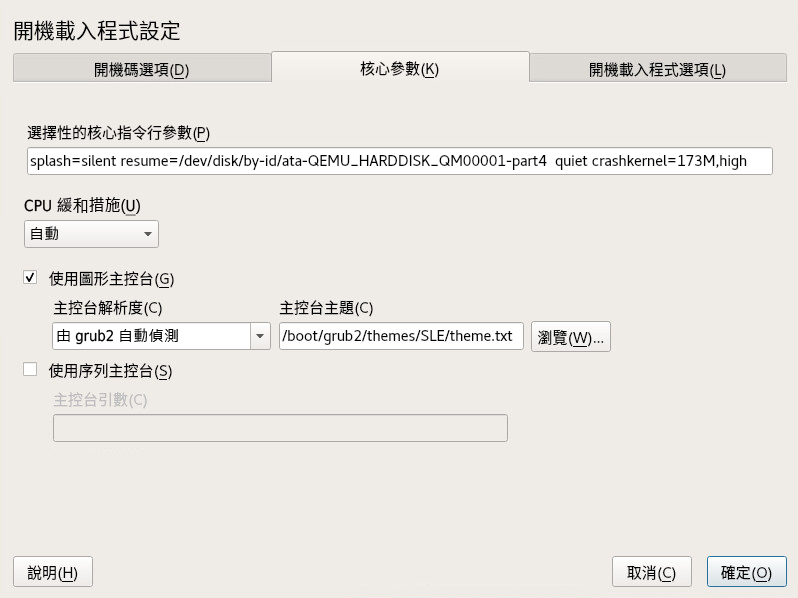 開機載入程式設定
開機碼選項(D) 核心參數(K) 開機載入程式選項(L)
選擇性的核心指令行參數(P)
splash=silent resume=/dev/disk/by-id/ata-QEMU_HARDDISK_QM00001-part4  quiet crashkernel=173M,high
CPU 緩和措施(U)
自動
使用圖形主控台(G)
主控台解析度(C) 主控台主題(C)
由 grub2 自動偵測 /boot/grub2/themes/SLE/theme.txt 瀏覽(W)...
使用序列主控台(S)
主控台引數(C)
說明(H) 取消(C) 確定(O)